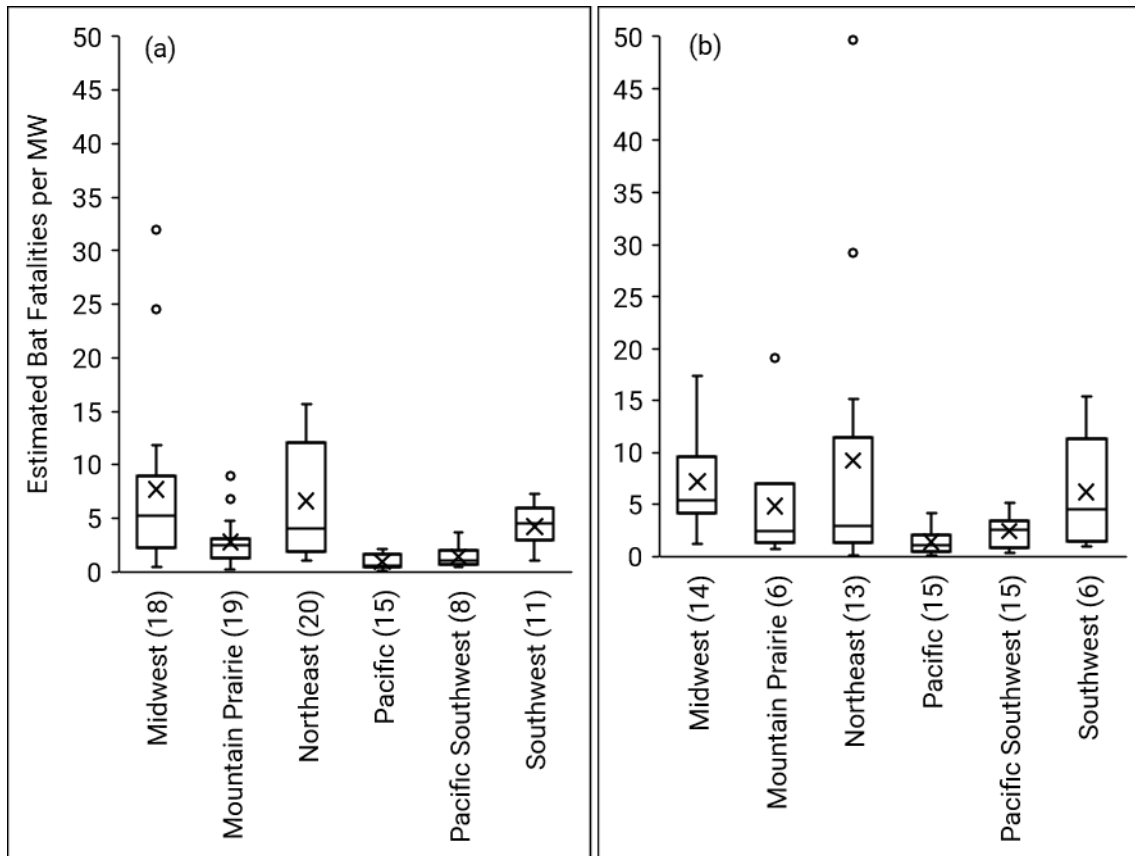 (a)
Estimated Bat Fatalities per MW
50
45
40
35
30
25
20
15
10
5
0
Midwest (18)
Mountain Prairie (19)
Northeast (20)
Pacific (15)
Pacific Southwest (8)
Southwest (11)
(b)
50
45
40
35
30
25
20
15
10
5
0
Midwest (14)
Mountain Prairie (6)
Northeast (13)
Pacific (15)
Pacific Southwest (15)
Southwest (6)